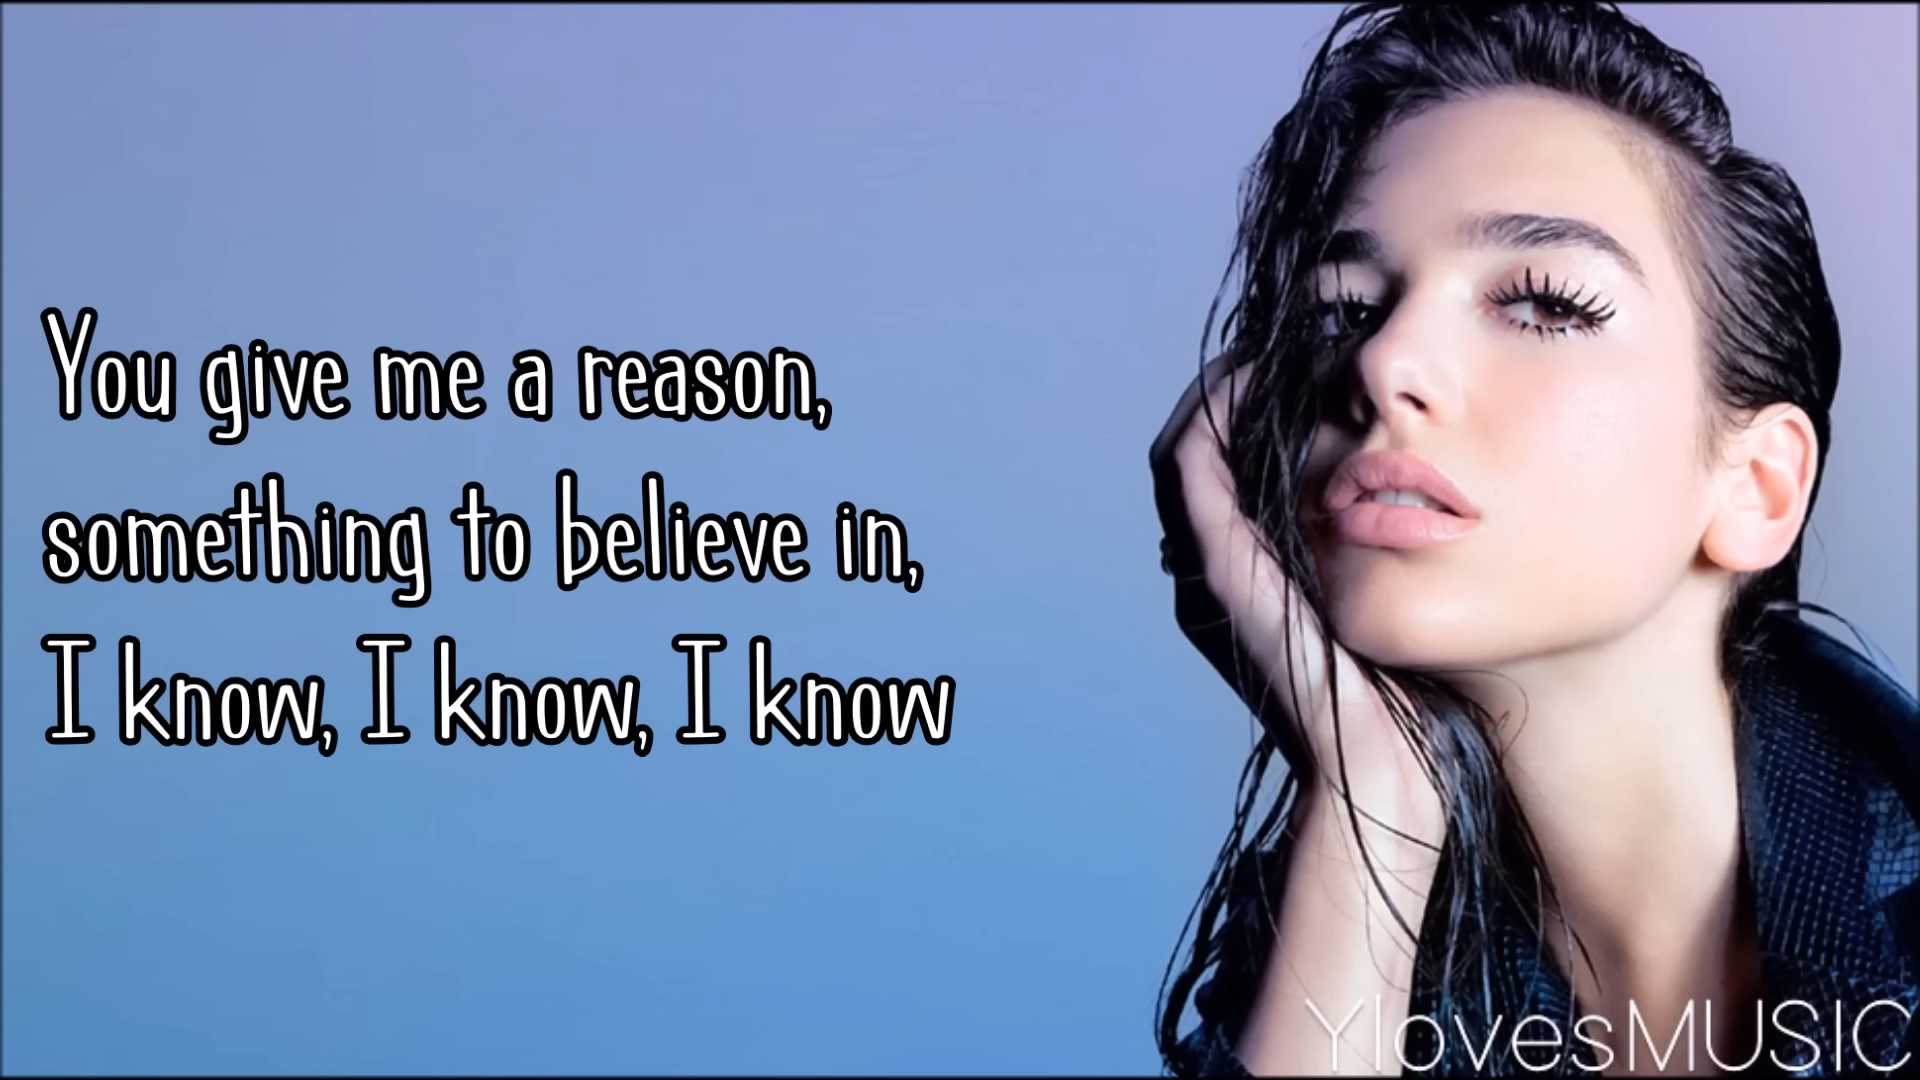 You give me a reason,
something to believe in,
I know, I know, I know
YlovesMUSIC